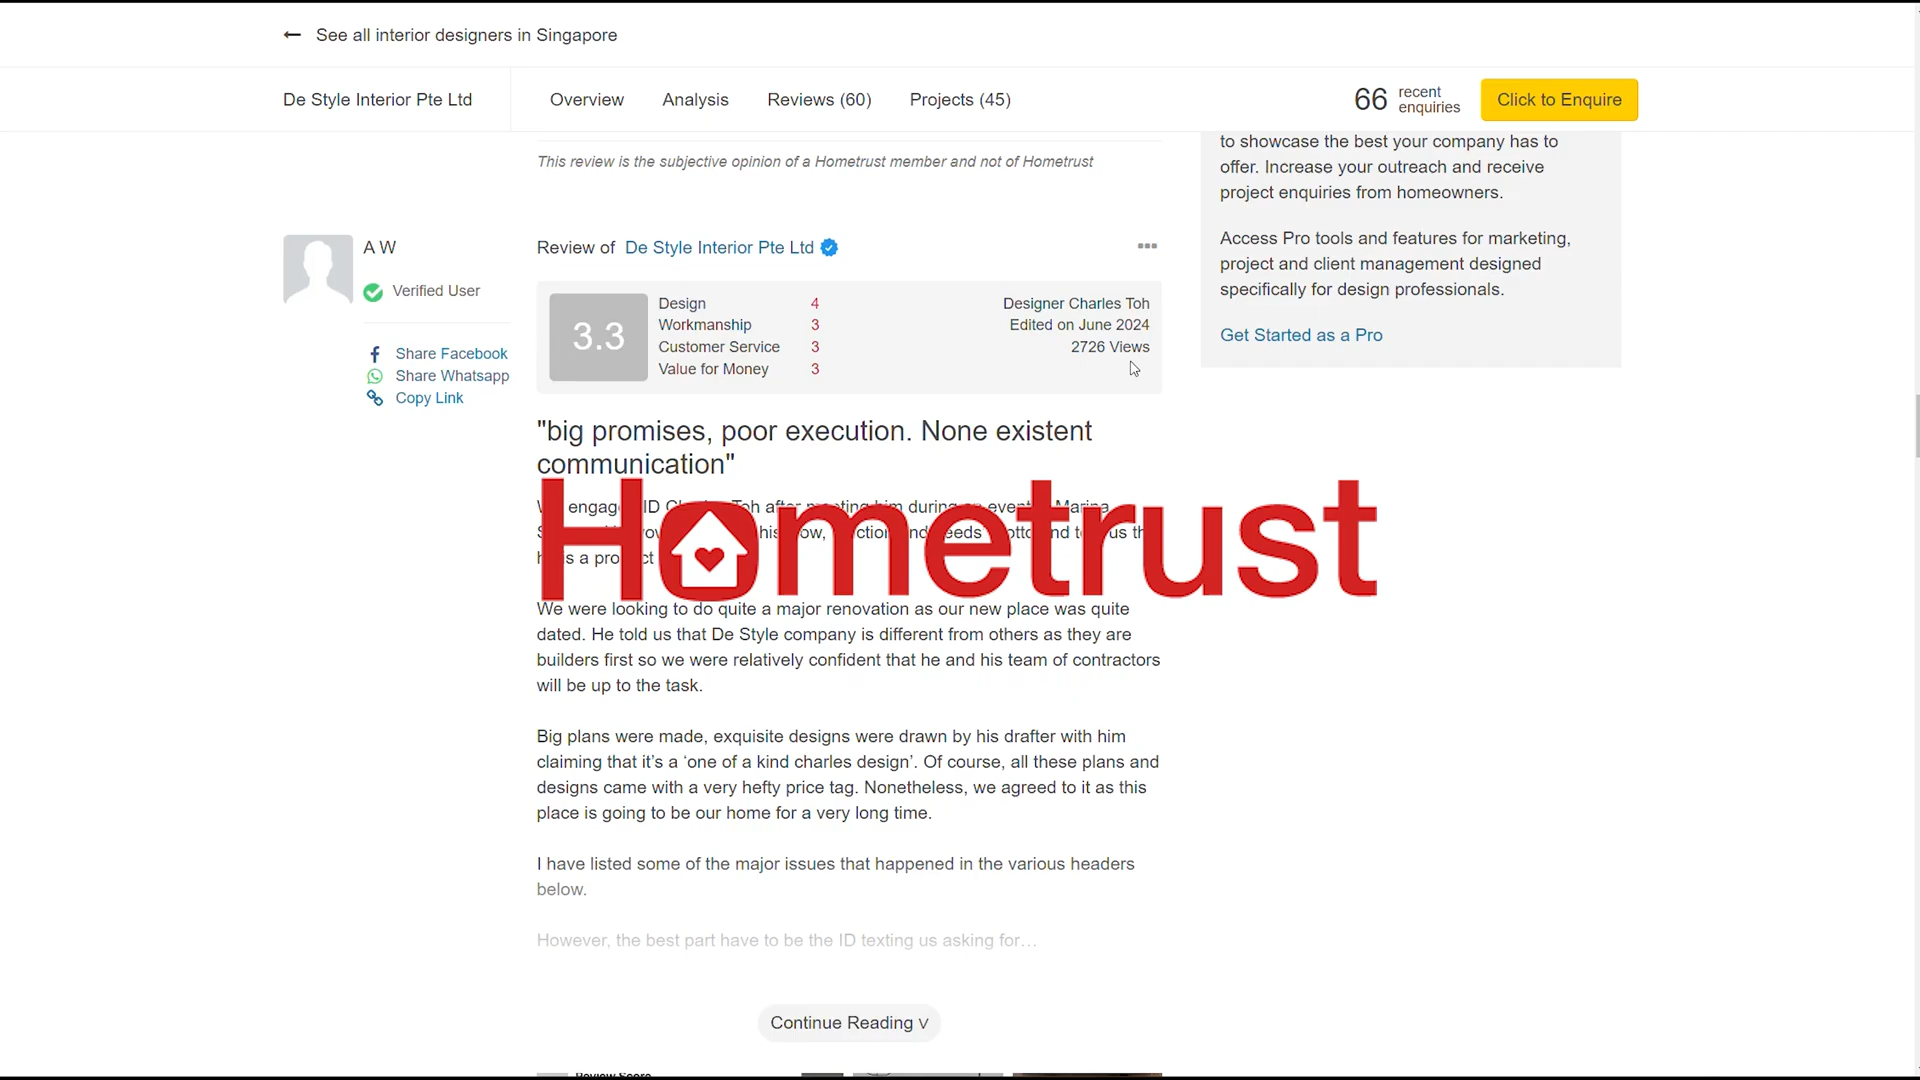 See all interior designers in Singapore
De Style Interior Pte Ltd
Overview
Analysis
Reviews (60)
Projects (45)
66 recent enquiries
Click to Enquire
This review is the subjective opinion of a Hometrust member and not of Hometrust
to showcase the best your company has to
offer. Increase your outreach and receive
project enquiries from homeowners.
Access Pro tools and features for marketing,
project and client management designed
specifically for design professionals.
Get Started as a Pro
A W
Verified User
Share Facebook
Share Whatsapp
Copy Link
Review of De Style Interior Pte Ltd
3.3
Design 4
Workmanship 3
Customer Service 3
Value for Money 3
Designer Charles Toh
Edited on June 2024
2726 Views
"big promises, poor execution. None existent
communication"
Hometrust
ID Toh after him during
is a
We were looking to do quite a major renovation as our new place was quite
dated. He told us that De Style company is different from others as they are
builders first so we were relatively confident that he and his team of contractors
will be up to the task.
Big plans were made, exquisite designs were drawn by his drafter with him
claiming that it’s a ‘one of a kind charles design’. Of course, all these plans and
designs came with a very hefty price tag. Nonetheless, we agreed to it as this
place is going to be our home for a very long time.
I have listed some of the major issues that happened in the various headers
below.
However, the best part have to be the ID texting us asking for…
Continue Reading V